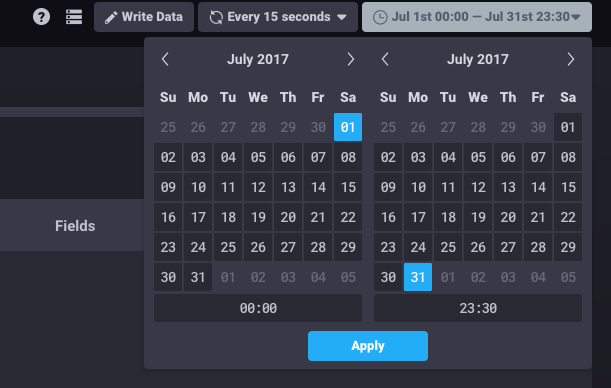 ? Write Data Every 15 seconds Jul 1st 00:00 — Jul 31st 23:30
July 2017 July 2017
Su Mo Tu We Th Fr Sa Su Mo Tu We Th Fr Sa
25 26 27 28 29 30 01 25 26 27 28 29 30 01
02 03 04 05 06 07 08 02 03 04 05 06 07 08
09 10 11 12 13 14 15 09 10 11 12 13 14 15
16 17 18 19 20 21 22 16 17 18 19 20 21 22
Fields
23 24 25 26 27 28 29 23 24 25 26 27 28 29
30 31 01 02 03 04 05 30 31 01 02 03 04 05
00:00 23:30
Apply